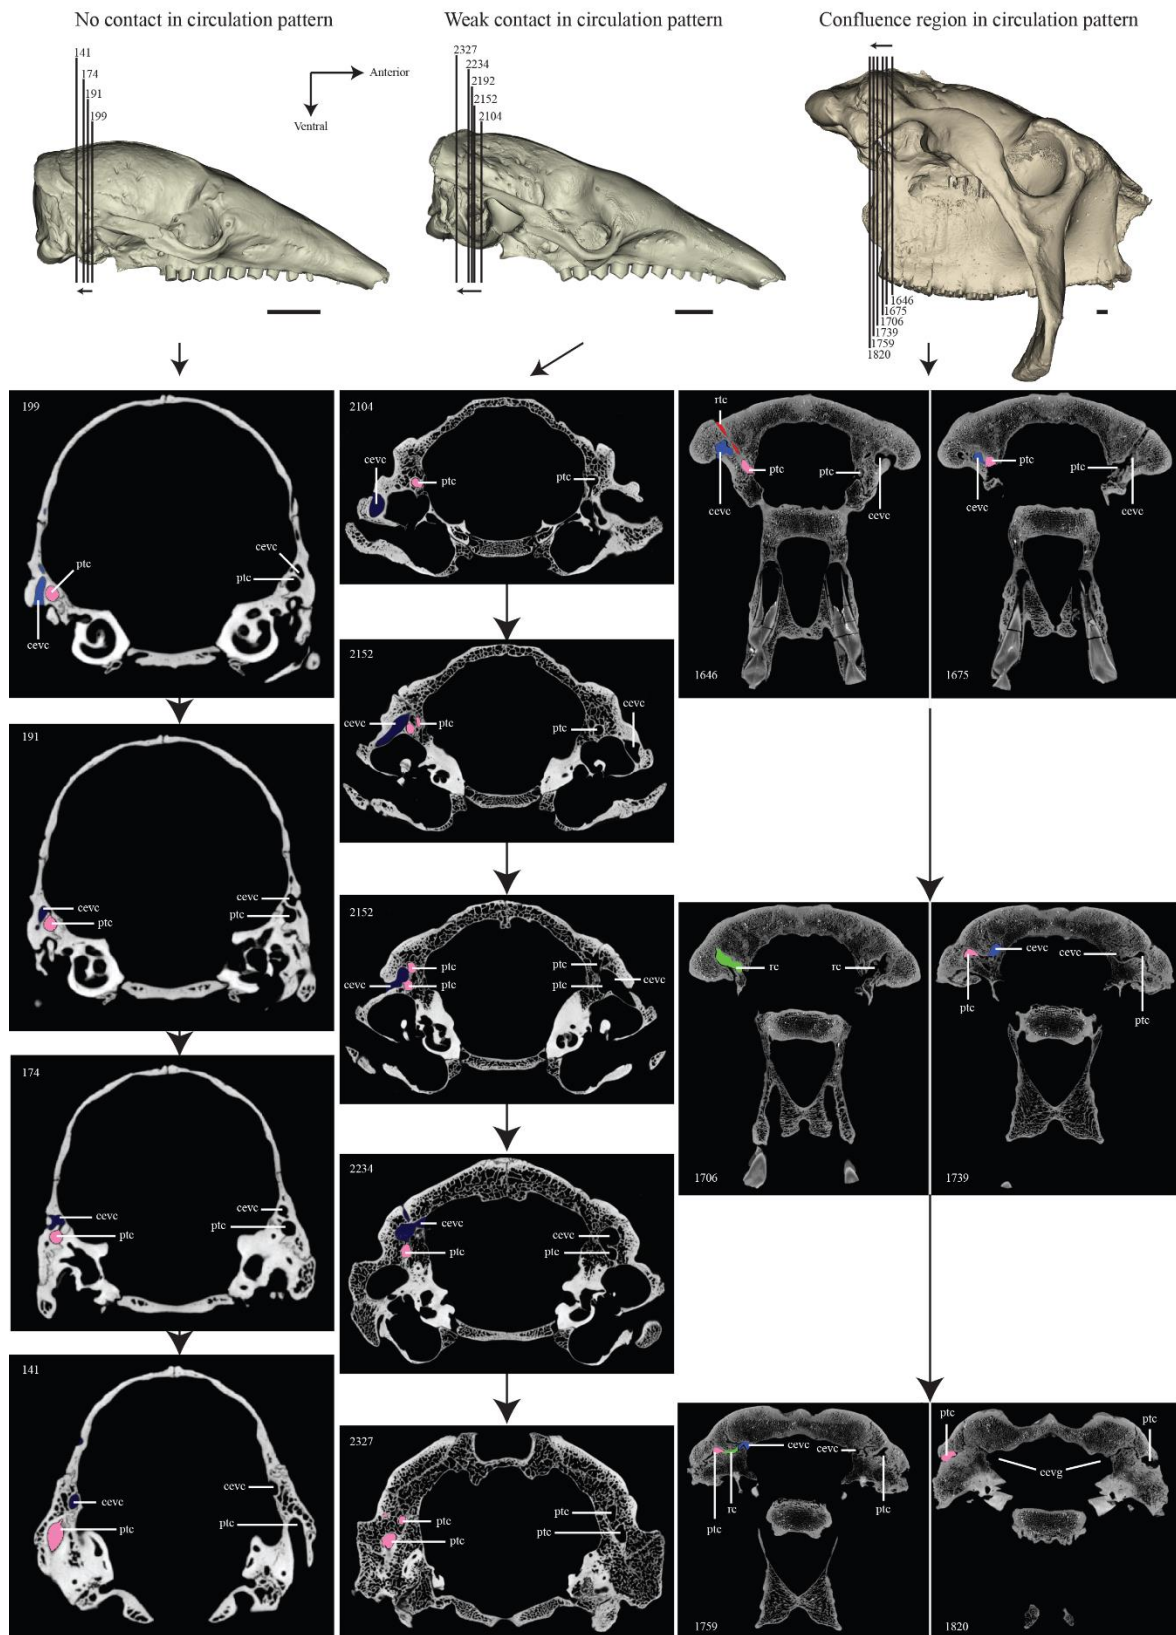 No contact in circulation pattern
Weak contact in circulation pattern
Confluence region in circulation pattern
141
174
191
199
Anterior
Ventral
2327
2234
2192
2152
2104
1646
1675
1706
1739
1759
1820
199
cevc
ptc
ptc
cevc
2104
cevc
ptc
ptc
rtc
ptc
ptc
cevc
cevc
1646
ptc
ptc
cevc
cevc
1675
191
cevc
ptc
cevc
ptc
2152
cevc
ptc
ptc
cevc
2152
ptc
cevc
ptc
ptc
ptc
cevc
rc
rc
1706
cevc
cevc
ptc
ptc
1739
174
cevc
ptc
cevc
ptc
2234
cevc
ptc
cevc
ptc
141
cevc
ptc
cevc
ptc
2327
ptc
ptc
ptc
ptc
cevc
cevc
rc
ptc
ptc
1759
ptc
ptc
cevg
1820